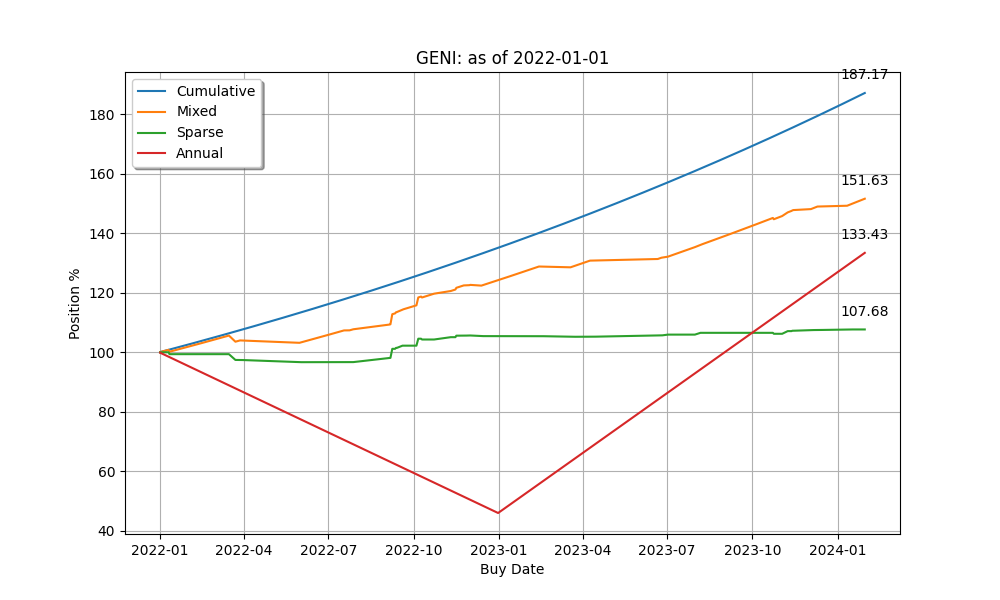 GENI: as of 2022-01-01
Cumulative
Mixed
Sparse
Annual
187.17
151.63
133.43
107.68
180
160
140
120
100
80
60
40
Position %
2022-01 2022-04 2022-07 2022-10 2023-01 2023-04 2023-07 2023-10 2024-01
Buy Date